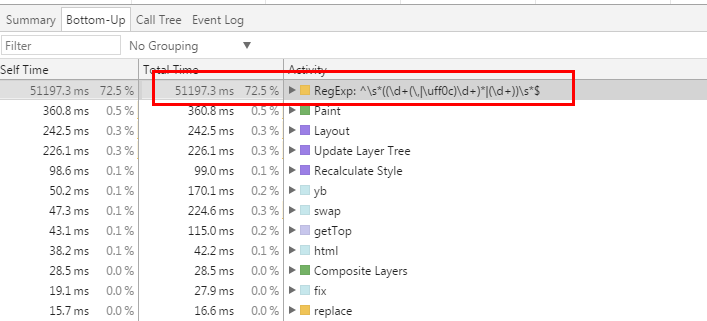 Summary Bottom-Up Call Tree Event Log
Filter No Grouping ▼
Self Time Total Time Activity
51197.3 ms 72.5 % 51197.3 ms 72.5 % RegExp: ^\s*((\d+(\,|\uff0c)\d+)*|(\d+))\s*$
360.8 ms 0.5 % 360.8 ms 0.5 % Paint
242.5 ms 0.3 % 242.5 ms 0.3 % Layout
226.1 ms 0.3 % 226.1 ms 0.3 % Update Layer Tree
98.6 ms 0.1 % 99.0 ms 0.1 % Recalculate Style
50.2 ms 0.1 % 170.1 ms 0.2 % yb
47.3 ms 0.1 % 224.6 ms 0.3 % swap
43.1 ms 0.1 % 115.0 ms 0.2 % getTop
38.2 ms 0.1 % 42.2 ms 0.1 % html
28.5 ms 0.0 % 28.5 ms 0.0 % Composite Layers
19.1 ms 0.0 % 27.9 ms 0.0 % fix
15.7 ms 0.0 % 16.6 ms 0.0 % replace